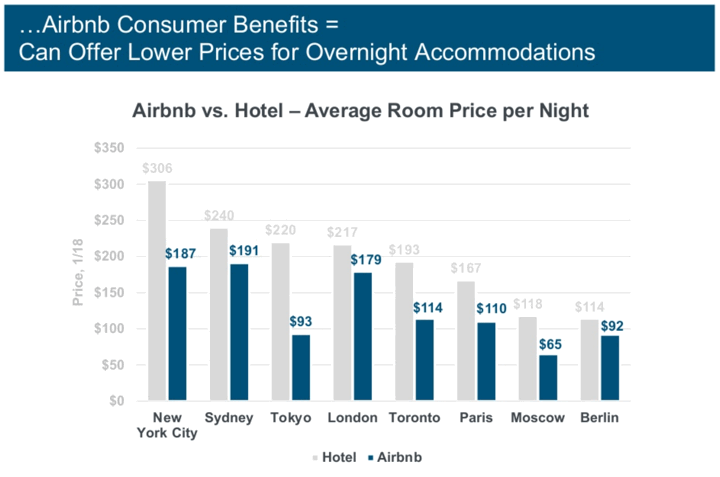 …Airbnb Consumer Benefits =
Can Offer Lower Prices for Overnight Accommodations
Airbnb vs. Hotel – Average Room Price per Night
Price, 1/18
$350
$300
$250
$200
$150
$100
$50
$0
$306
$187
$240
$191
$220
$93
$217
$179
$193
$114
$167
$110
$118
$65
$114
$92
New
York City
Sydney
Tokyo
London
Toronto
Paris
Moscow
Berlin
Hotel
Airbnb